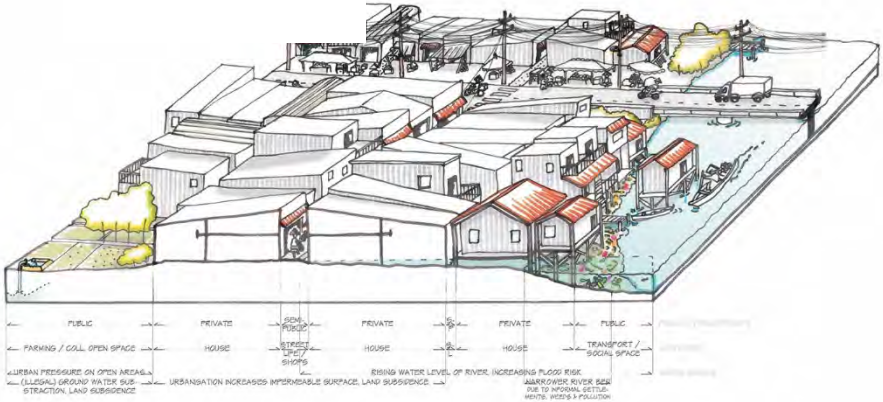 PUBLIC PRIVATE SEMI- PUBLIC PRIVATE PRIVATE PUBLIC
FARMING / COLL. OPEN SPACE HOUSE STREET LIFE / SHOPS HOUSE HOUSE TRANSPORT / SOCIAL SPACE
URBAN PRESSURE ON OPEN AREAS
(ILLEGAL) GROUND WATER SUB-
STRACTION, LAND SUBSIDENCE
URBANISATION INCREASES IMPERMEABLE SURFACE, LAND SUBSIDENCE
RISING WATER LEVEL OF RIVER, INCREASING FLOOD RISK
NARROWER RIVER BED
DUE TO INFORMAL SETTLE-
MENTS, WEEDS & POLLUTION